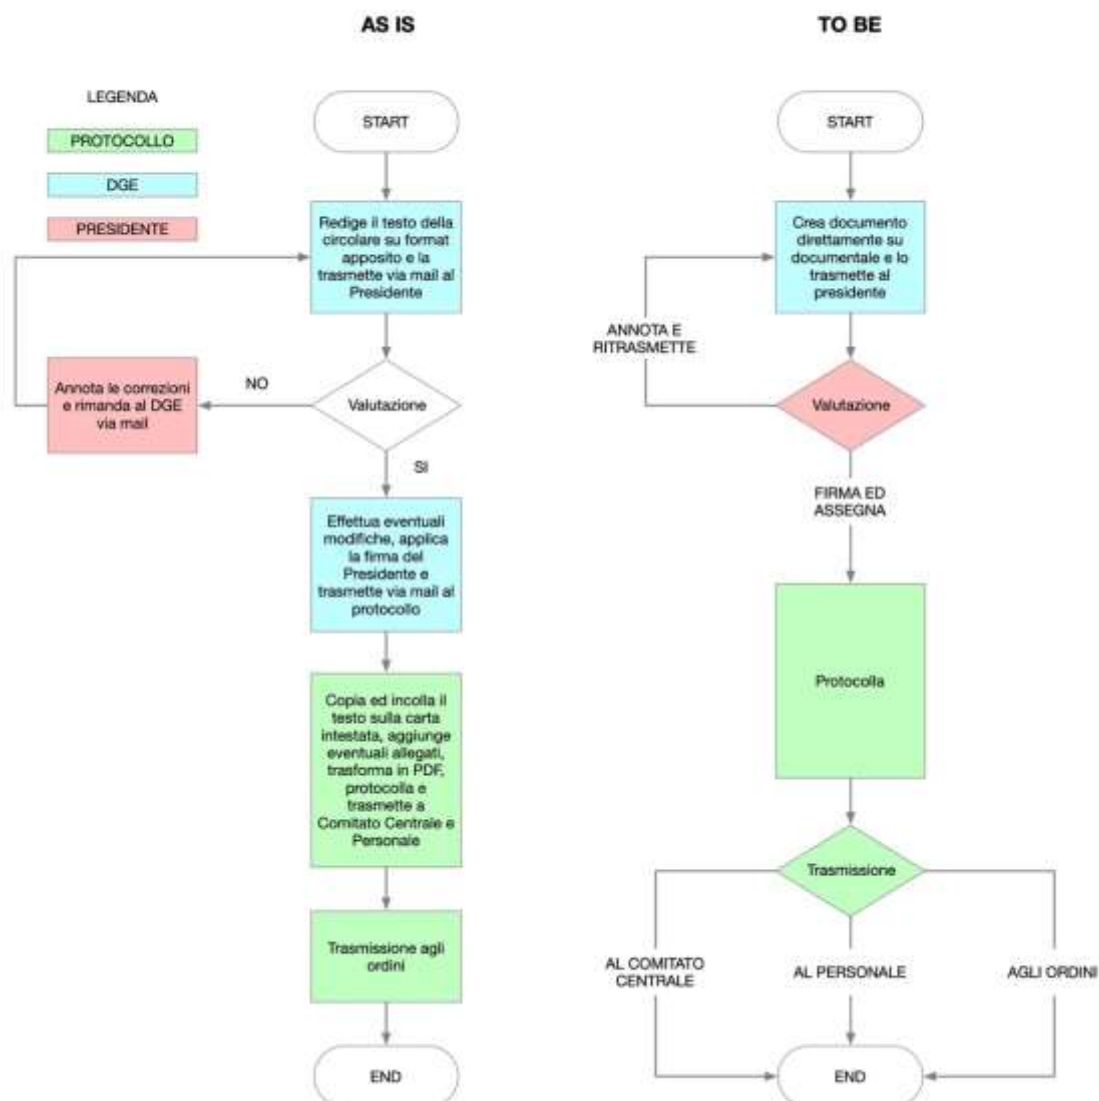 AS IS
TO BE
LEGENDA
PROTOCOLLO
DGE
PRESIDENTE
START
Redige il testo della
circolare su format
apposito e la
trasmette via mail al
Presidente
Valutazione
NO
Annota le correzioni
e rimanda al DGE
via mail
SI
Effettua eventuali
modifiche, applica
la firma del
Presidente e
trasmette via mail al
protocollo
Copia ed incolla il
testo sulla carta
intestata, aggiunge
eventuali allegati,
trasforma in PDF,
protocolla e
trasmette a
Comitato Centrale e
Personale
Trasmissione agli
ordini
END
START
Crea documento
direttamente su
documentale e lo
trasmette al
presidente
ANNOTA E
RITRASMETTE
Valutazione
FIRMA ED
ASSEGNA
Protocolla
Trasmissione
AL COMITATO
CENTRALE
AL PERSONALE
AGLI ORDINI
END